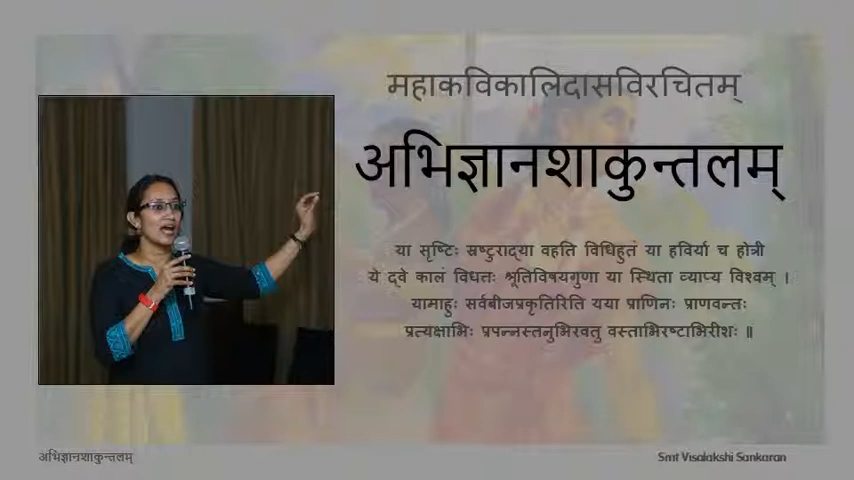 महाकविकालिदासविरचितम्
अभिज्ञानशाकुन्तलम्
या सृष्टिः स्रष्टुराद्या वहति विधिहुतं या हविर्या च होत्री
ये द्वे कालं विधत्तः श्रूतिविषयगुणा या स्थिता व्याप्य विश्वम् ।
यामाहुः सर्वबीजप्रकृतिरिति यया प्राणिनः प्राणवन्तः
प्रत्यक्षाभिः प्रपन्नस्तनुभिरवतु वस्ताभिरष्टाभिरीशः ॥
अभिज्ञानशाकुन्तलम्
Smt Visalakshi Sankaran